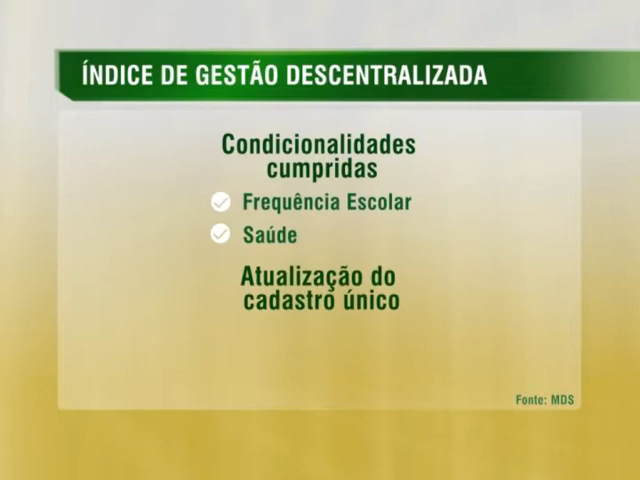 ÍNDICE DE GESTÃO DESCENTRALIZADA
Condicionalidades
cumpridas
Frequência Escolar
Saúde
Atualização do
cadastro único
Fonte: MDS